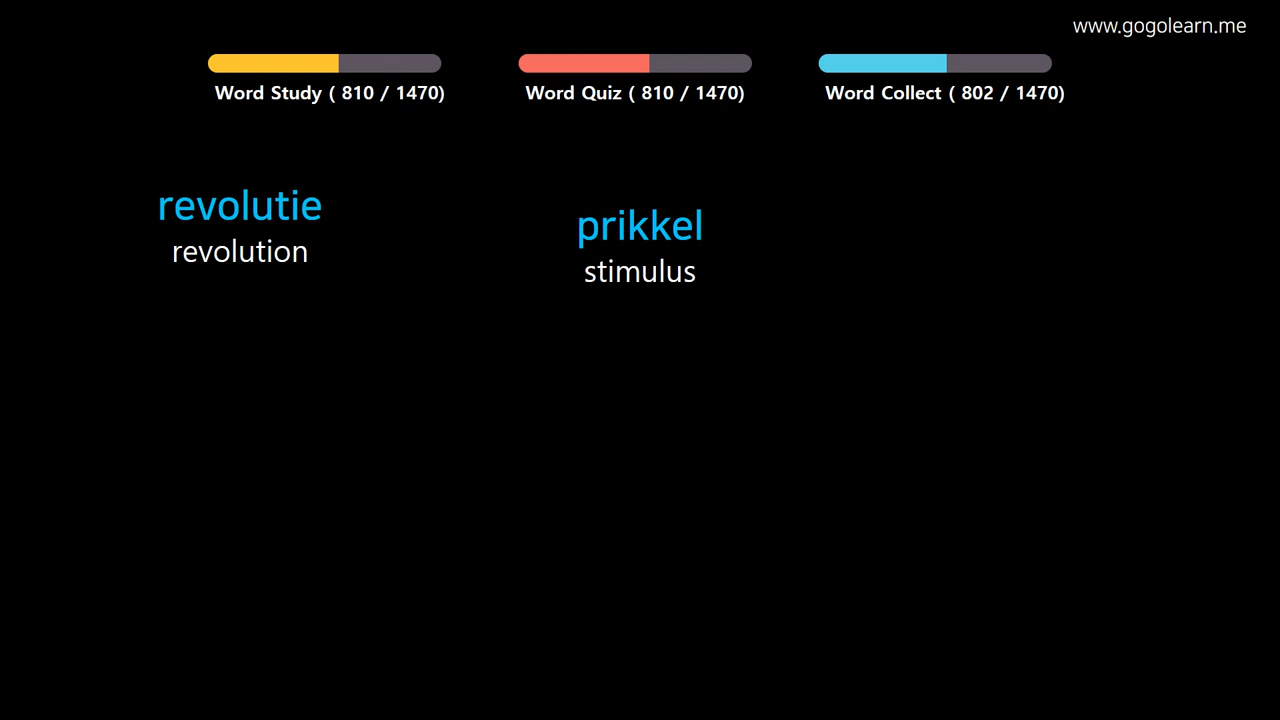 www.gogolearn.me
Word Study ( 810 / 1470)
Word Quiz ( 810 / 1470)
Word Collect ( 802 / 1470)
revolutie
revolution
prikkel
stimulus